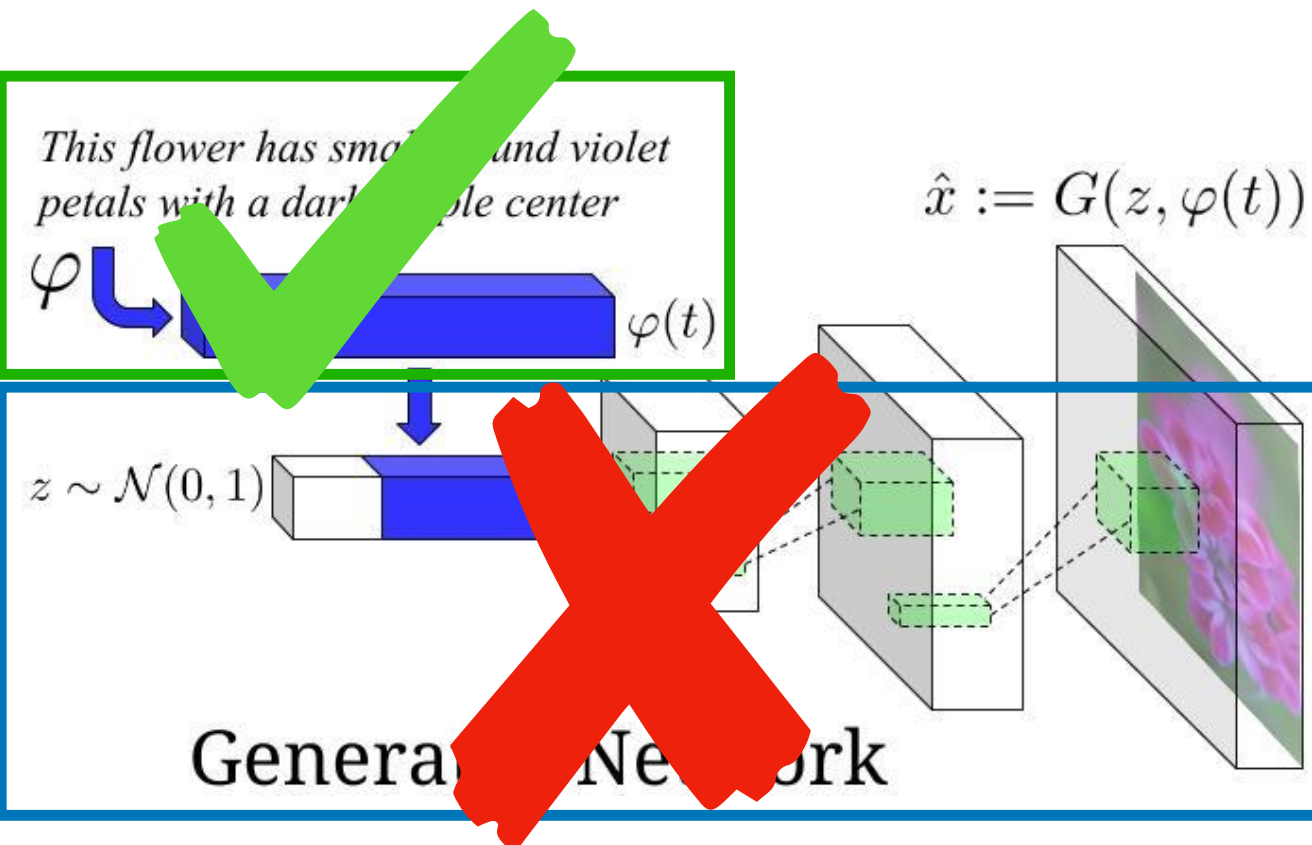 This flower has small, round violet
petals with a dark purple center
φ
φ(t)
x̂ := G(z, φ(t))
z ~ N(0, 1)
Generator Network